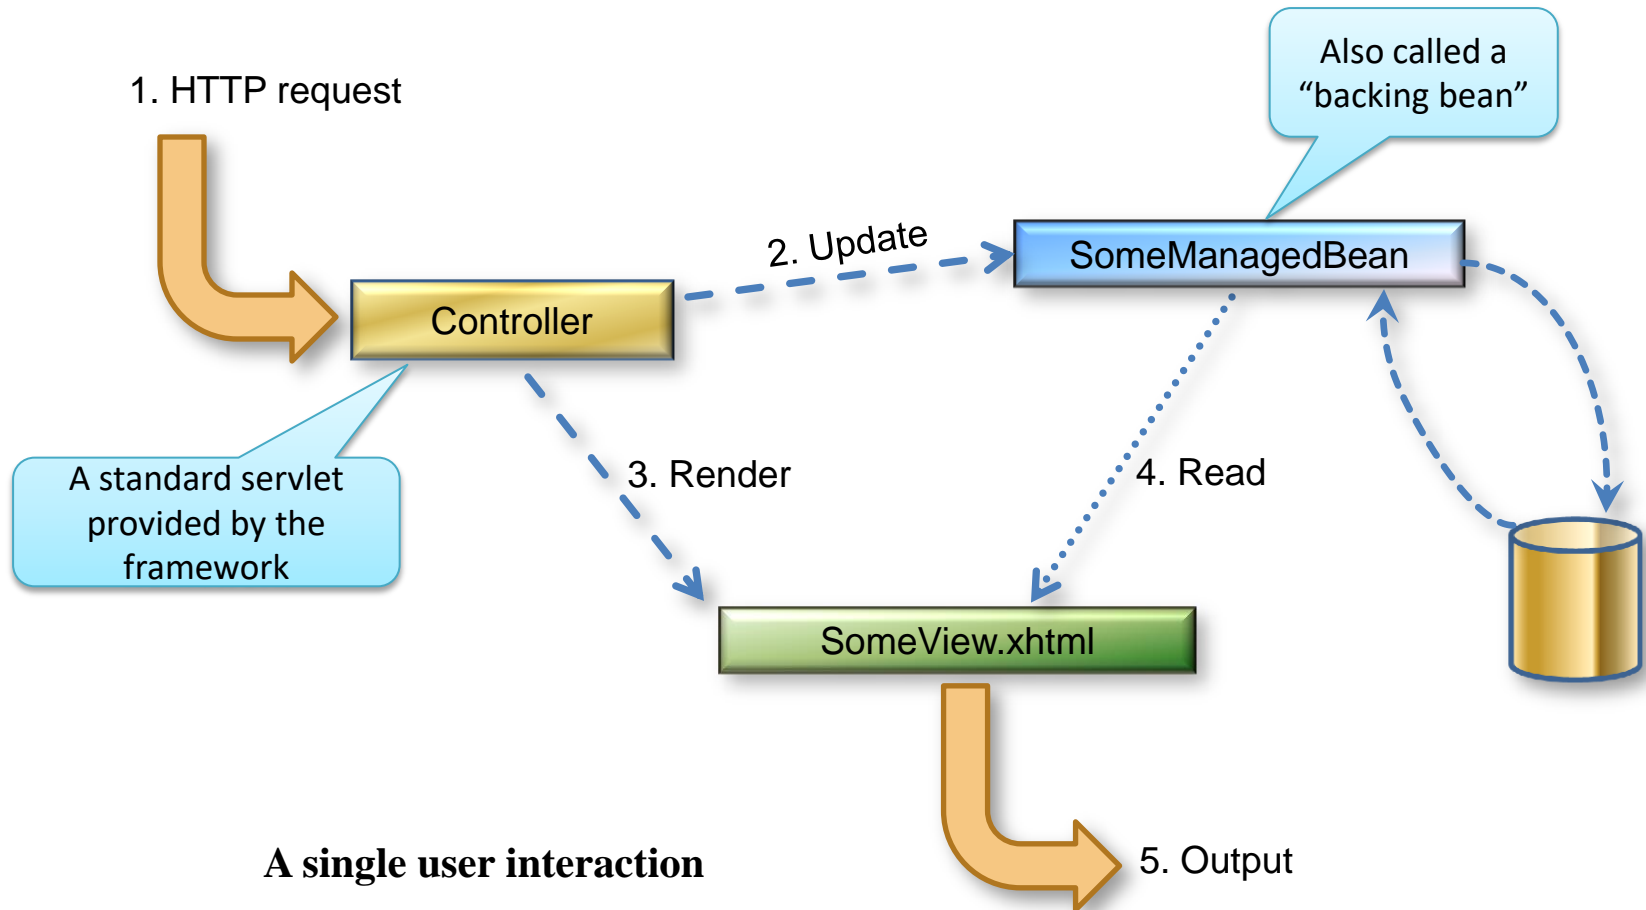 1. HTTP request
Also called a
“backing bean”
2. Update
SomeManagedBean
Controller
A standard servlet
provided by the
framework
3. Render
4. Read
SomeView.xhtml
A single user interaction
5. Output